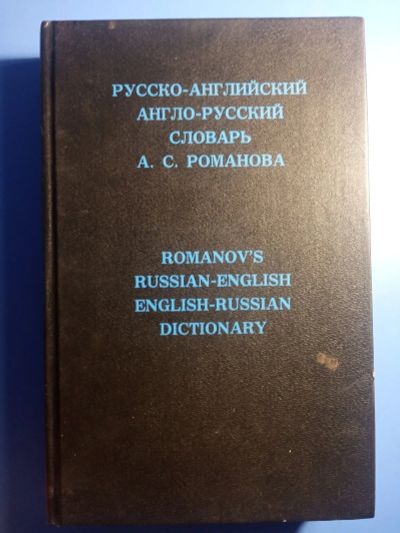 РУССКО-АНГЛИЙСКИЙ
АНГЛО-РУССКИЙ
СЛОВАРЬ
А. С. РОМАНОВА
ROMANOV'S
RUSSIAN-ENGLISH
ENGLISH-RUSSIAN
DICTIONARY